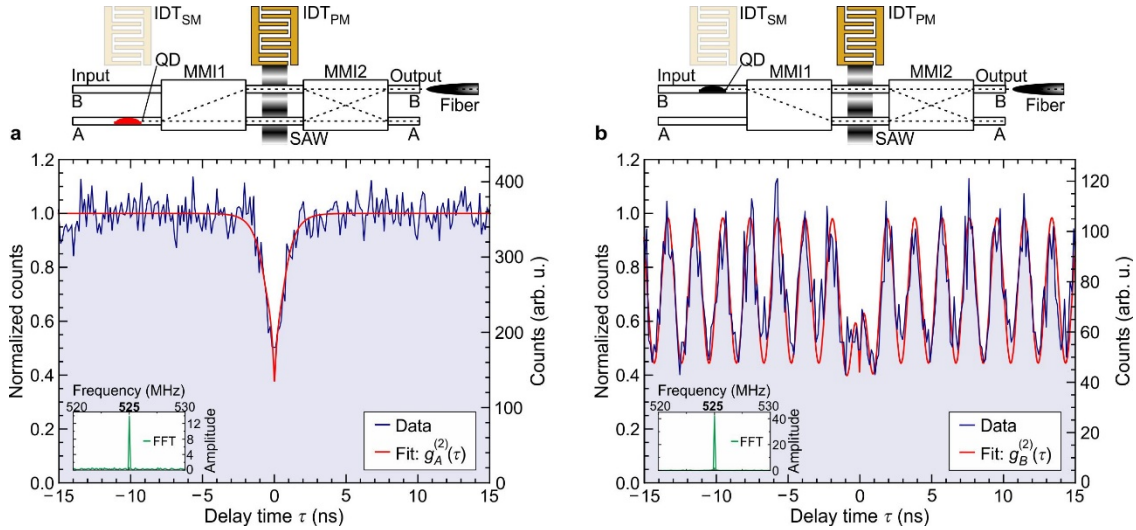 IDT_SM IDT_PM
QD MMI1 MMI2
Input Output
B B
Fiber
A A
SAW
a
Normalized counts
1.2
1.0
0.8
0.6
0.4
0.2
0.0
Counts (arb. u.)
400
300
200
100
0
Frequency (MHz)
520 525 530
Amplitude
12
8
4
0
FFT
Data
Fit: g_A^(2)(τ)
−15 −10 −5 0 5 10 15
Delay time τ (ns)
IDT_SM IDT_PM
QD MMI1 MMI2
Input Output
B B
Fiber
A A
SAW
b
Normalized counts
1.2
1.0
0.8
0.6
0.4
0.2
0.0
Counts (arb. u.)
120
100
80
60
40
20
0
Frequency (MHz)
520 525 530
Amplitude
40
20
0
FFT
Data
Fit: g_B^(2)(τ)
−15 −10 −5 0 5 10 15
Delay time τ (ns)